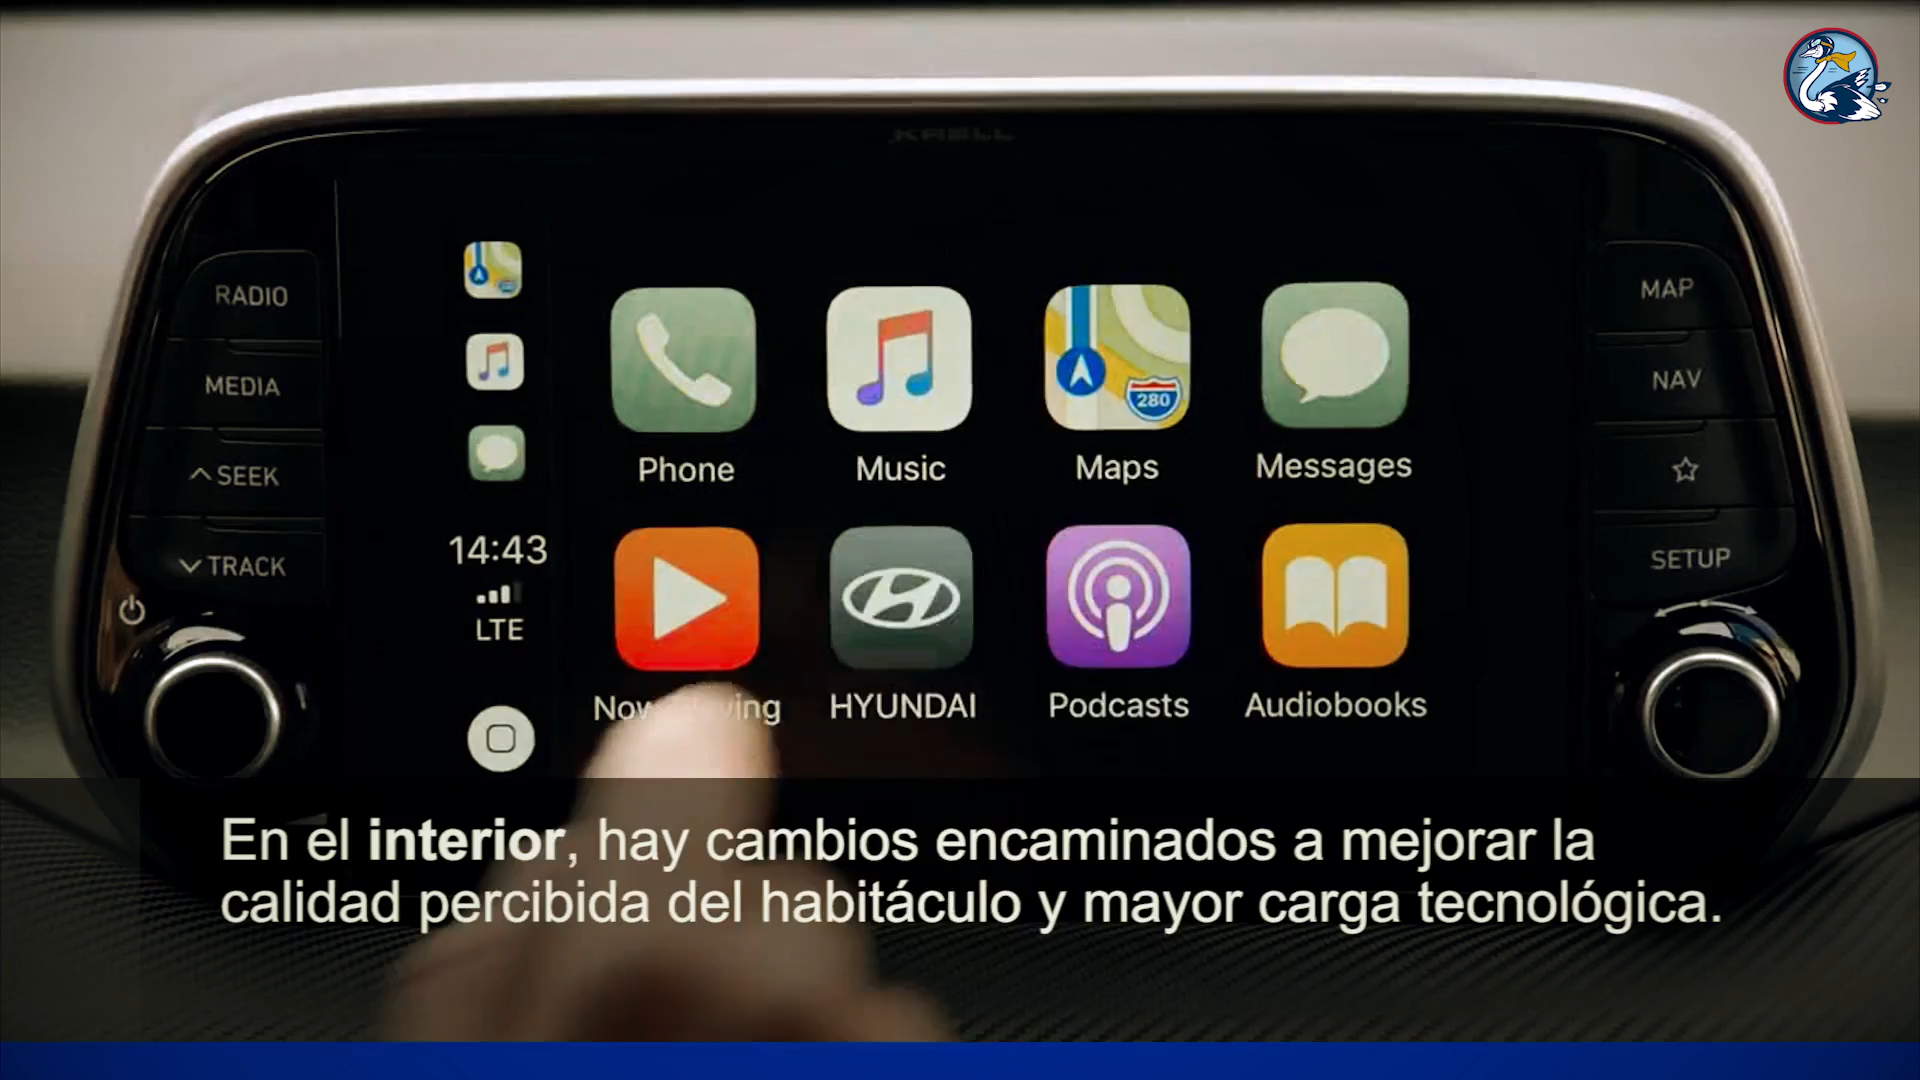 KRELL
RADIO
MEDIA
SEEK
TRACK
14:43
LTE
Phone
Music
Maps
280
Messages
HYUNDAI
Podcasts
Audiobooks
MAP
NAV
SETUP
En el interior, hay cambios encaminados a mejorar la
calidad percibida del habitáculo y mayor carga tecnológica.